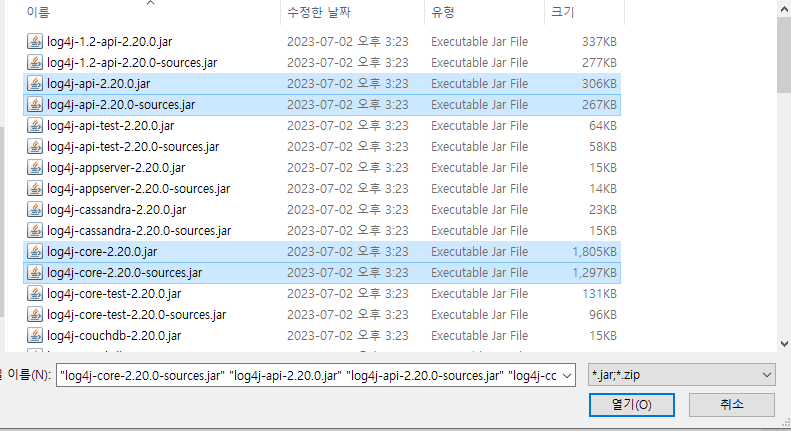 이름 수정한 날짜 유형 크기
log4j-1.2-api-2.20.0.jar 2023-07-02 오후 3:23 Executable Jar File 337KB
log4j-1.2-api-2.20.0-sources.jar 2023-07-02 오후 3:23 Executable Jar File 277KB
log4j-api-2.20.0.jar 2023-07-02 오후 3:23 Executable Jar File 306KB
log4j-api-2.20.0-sources.jar 2023-07-02 오후 3:23 Executable Jar File 267KB
log4j-api-test-2.20.0.jar 2023-07-02 오후 3:23 Executable Jar File 64KB
log4j-api-test-2.20.0-sources.jar 2023-07-02 오후 3:23 Executable Jar File 58KB
log4j-appserver-2.20.0.jar 2023-07-02 오후 3:23 Executable Jar File 15KB
log4j-appserver-2.20.0-sources.jar 2023-07-02 오후 3:23 Executable Jar File 14KB
log4j-cassandra-2.20.0.jar 2023-07-02 오후 3:23 Executable Jar File 23KB
log4j-cassandra-2.20.0-sources.jar 2023-07-02 오후 3:23 Executable Jar File 15KB
log4j-core-2.20.0.jar 2023-07-02 오후 3:23 Executable Jar File 1,805KB
log4j-core-2.20.0-sources.jar 2023-07-02 오후 3:23 Executable Jar File 1,297KB
log4j-core-test-2.20.0.jar 2023-07-02 오후 3:23 Executable Jar File 131KB
log4j-core-test-2.20.0-sources.jar 2023-07-02 오후 3:23 Executable Jar File 96KB
log4j-couchdb-2.20.0.jar 2023-07-02 오후 3:23 Executable Jar File 15KB
이름(N): "log4j-core-2.20.0-sources.jar" "log4j-api-2.20.0.jar" "log4j-api-2.20.0-sources.jar" "log4j-co *.jar;*.zip
열기(O) 취소